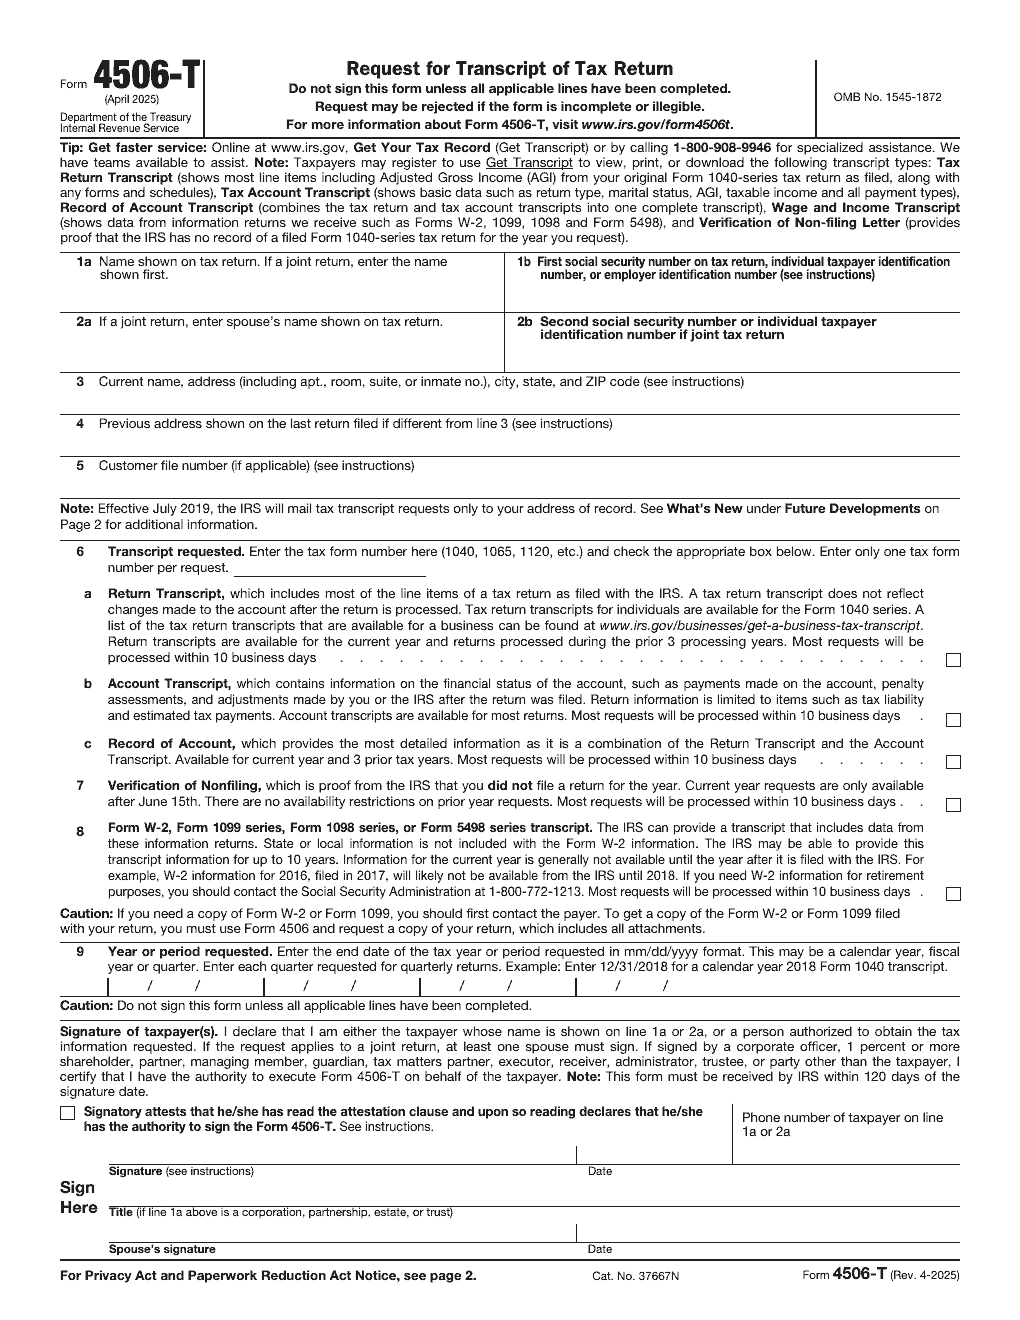 Form 4506-T
(April 2025)
Department of the Treasury
Internal Revenue Service
Request for Transcript of Tax Return
Do not sign this form unless all applicable lines have been completed.
Request may be rejected if the form is incomplete or illegible.
For more information about Form 4506-T, visit www.irs.gov/form4506t.
OMB No. 1545-1872
Tip: Get faster service: Online at www.irs.gov, Get Your Tax Record (Get Transcript) or by calling 1-800-908-9946 for specialized assistance. We
have teams available to assist. Note: Taxpayers may register to use Get Transcript to view, print, or download the following transcript types: Tax
Return Transcript (shows most line items including Adjusted Gross Income (AGI) from your original Form 1040-series tax return as filed, along with
any forms and schedules), Tax Account Transcript (shows basic data such as return type, marital status, AGI, taxable income and all payment types),
Record of Account Transcript (combines the tax return and tax account transcripts into one complete transcript), Wage and Income Transcript
(shows data from information returns we receive such as Forms W-2, 1099, 1098 and Form 5498), and Verification of Non-filing Letter (provides
proof that the IRS has no record of a filed Form 1040-series tax return for the year you request).
1a Name shown on tax return. If a joint return, enter the name
shown first.
1b First social security number on tax return, individual taxpayer identification
number, or employer identification number (see instructions)
2a If a joint return, enter spouse's name shown on tax return.
2b Second social security number or individual taxpayer
identification number if joint tax return
3 Current name, address (including apt., room, suite, or inmate no.), city, state, and ZIP code (see instructions)
4 Previous address shown on the last return filed if different from line 3 (see instructions)
5 Customer file number (if applicable) (see instructions)
Note: Effective July 2019, the IRS will mail tax transcript requests only to your address of record. See What's New under Future Developments on
Page 2 for additional information.
6 Transcript requested. Enter the tax form number here (1040, 1065, 1120, etc.) and check the appropriate box below. Enter only one tax form
number per request.
a Return Transcript, which includes most of the line items of a tax return as filed with the IRS. A tax return transcript does not reflect
changes made to the account after the return is processed. Tax return transcripts for individuals are available for the Form 1040 series. A
list of the tax return transcripts that are available for a business can be found at www.irs.gov/businesses/get-a-business-tax-transcript.
Return transcripts are available for the current year and returns processed during the prior 3 processing years. Most requests will be
processed within 10 business days . . . . . . . . . . . . . . . . . . . . . . . .
b Account Transcript, which contains information on the financial status of the account, such as payments made on the account, penalty
assessments, and adjustments made by you or the IRS after the return was filed. Return information is limited to items such as tax liability
and estimated tax payments. Account transcripts are available for most returns. Most requests will be processed within 10 business days .
c Record of Account, which provides the most detailed information as it is a combination of the Return Transcript and the Account
Transcript. Available for current year and 3 prior tax years. Most requests will be processed within 10 business days . . . . . .
7 Verification of Nonfiling, which is proof from the IRS that you did not file a return for the year. Current year requests are only available
after June 15th. There are no availability restrictions on prior year requests. Most requests will be processed within 10 business days . .
8 Form W-2, Form 1099 series, Form 1098 series, or Form 5498 series transcript. The IRS can provide a transcript that includes data from
these information returns. State or local information is not included with the Form W-2 information. The IRS may be able to provide this
transcript information for up to 10 years. Information for the current year is generally not available until the year after it is filed with the IRS. For
example, W-2 information for 2016, filed in 2017, will likely not be available from the IRS until 2018. If you need W-2 information for retirement
purposes, you should contact the Social Security Administration at 1-800-772-1213. Most requests will be processed within 10 business days .
Caution: If you need a copy of Form W-2 or Form 1099, you should first contact the payer. To get a copy of the Form W-2 or Form 1099 filed
with your return, you must use Form 4506 and request a copy of your return, which includes all attachments.
9 Year or period requested. Enter the end date of the tax year or period requested in mm/dd/yyyy format. This may be a calendar year, fiscal
year or quarter. Enter each quarter requested for quarterly returns. Example: Enter 12/31/2018 for a calendar year 2018 Form 1040 transcript.
/ / / / / / / /
Caution: Do not sign this form unless all applicable lines have been completed.
Signature of taxpayer(s). I declare that I am either the taxpayer whose name is shown on line 1a or 2a, or a person authorized to obtain the tax
information requested. If the request applies to a joint return, at least one spouse must sign. If signed by a corporate officer, 1 percent or more
shareholder, partner, managing member, guardian, tax matters partner, executor, receiver, administrator, trustee, or party other than the taxpayer, I
certify that I have the authority to execute Form 4506-T on behalf of the taxpayer. Note: This form must be received by IRS within 120 days of the
signature date.
Signatory attests that he/she has read the attestation clause and upon so reading declares that he/she
has the authority to sign the Form 4506-T. See instructions.
Phone number of taxpayer on line
1a or 2a
Sign
Here
Signature (see instructions)
Date
Title (if line 1a above is a corporation, partnership, estate, or trust)
Spouse's signature
Date
For Privacy Act and Paperwork Reduction Act Notice, see page 2.
Cat. No. 37667N
Form 4506-T (Rev. 4-2025)